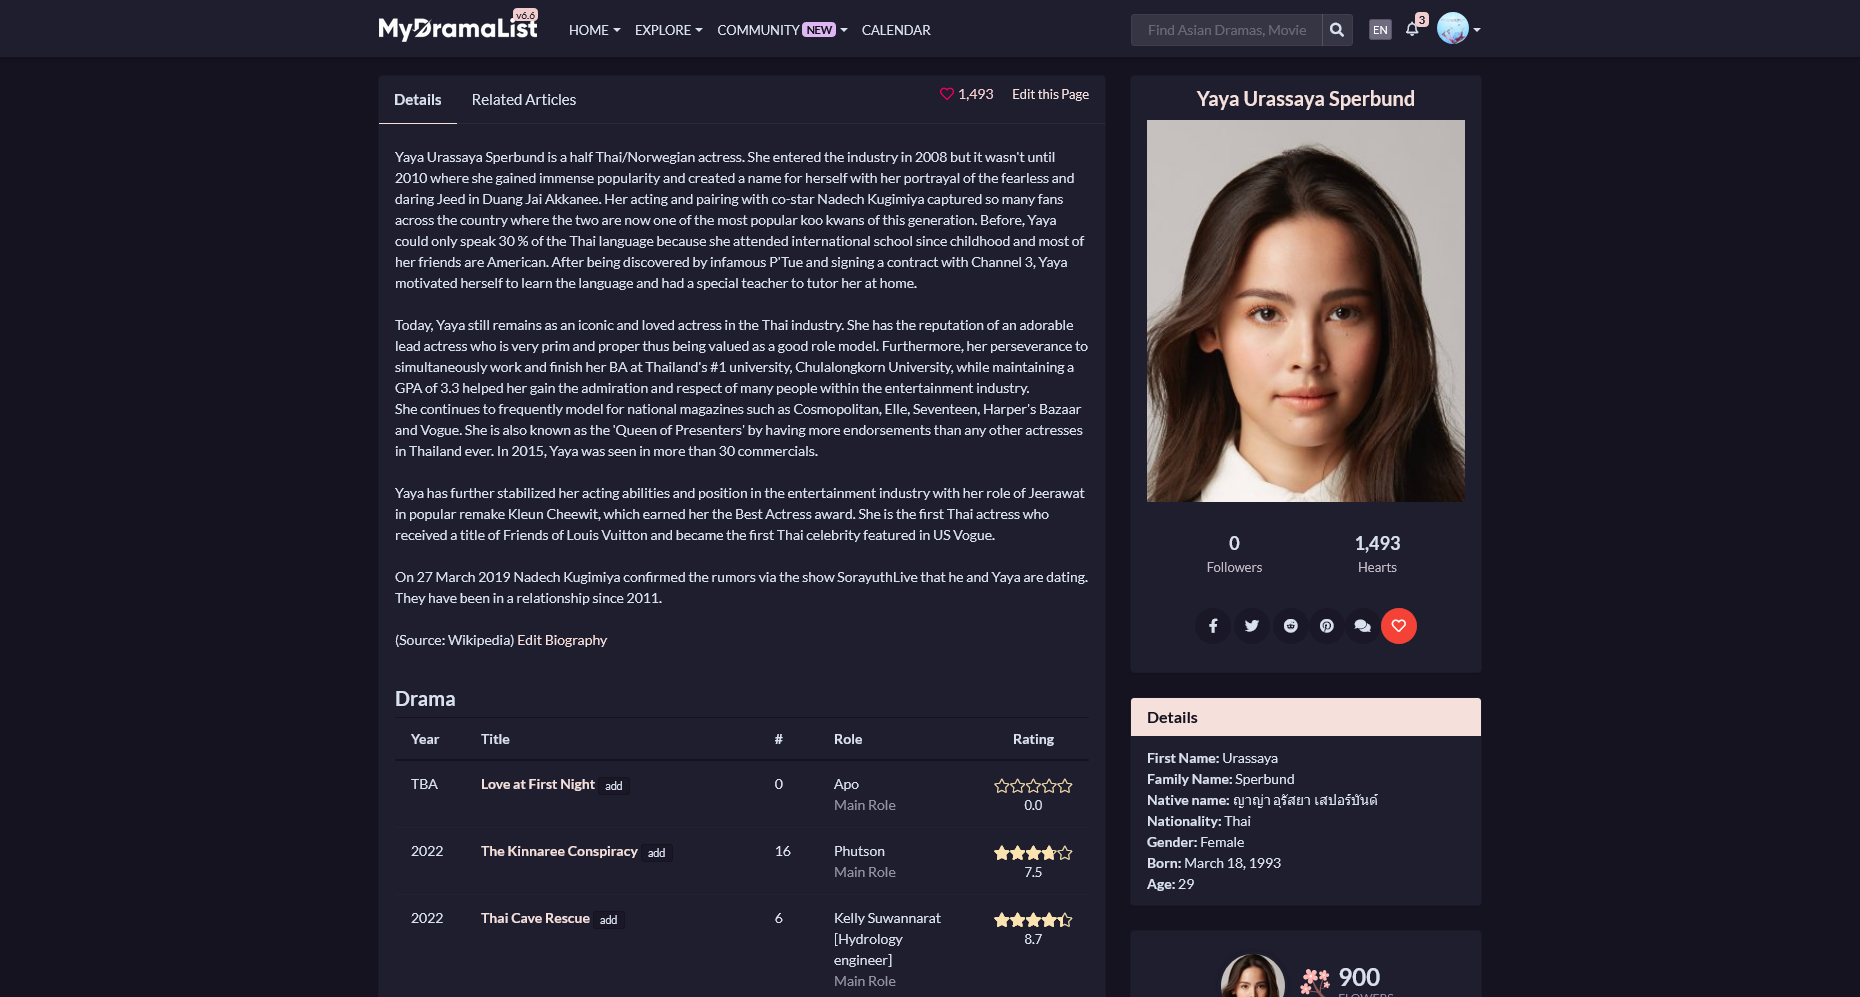 MyDramaList v6.6
HOME EXPLORE COMMUNITY NEW CALENDAR
Find Asian Dramas, Movie
EN
3
Details Related Articles
1,493 Edit this Page
Yaya Urassaya Sperbund is a half Thai/Norwegian actress. She entered the industry in 2008 but it wasn't until
2010 where she gained immense popularity and created a name for herself with her portrayal of the fearless and
daring Jeed in Duang Jai Akkanee. Her acting and pairing with co-star Nadech Kugimiya captured so many fans
across the country where the two are now one of the most popular koo kwans of this generation. Before, Yaya
could only speak 30 % of the Thai language because she attended international school since childhood and most of
her friends are American. After being discovered by infamous P'Tue and signing a contract with Channel 3, Yaya
motivated herself to learn the language and had a special teacher to tutor her at home.
Today, Yaya still remains as an iconic and loved actress in the Thai industry. She has the reputation of an adorable
lead actress who is very prim and proper thus being valued as a good role model. Furthermore, her perseverance to
simultaneously work and finish her BA at Thailand's #1 university, Chulalongkorn University, while maintaining a
GPA of 3.3 helped her gain the admiration and respect of many people within the entertainment industry.
She continues to frequently model for national magazines such as Cosmopolitan, Elle, Seventeen, Harper's Bazaar
and Vogue. She is also known as the 'Queen of Presenters' by having more endorsements than any other actresses
in Thailand ever. In 2015, Yaya was seen in more than 30 commercials.
Yaya has further stabilized her acting abilities and position in the entertainment industry with her role of Jeerawat
in popular remake Kleun Cheewit, which earned her the Best Actress award. She is the first Thai actress who
received a title of Friends of Louis Vuitton and became the first Thai celebrity featured in US Vogue.
On 27 March 2019 Nadech Kugimiya confirmed the rumors via the show SorayuthLive that he and Yaya are dating.
They have been in a relationship since 2011.
(Source: Wikipedia) Edit Biography
Drama
Year Title # Role Rating
TBA Love at First Night add 0 Apo
Main Role 0.0
2022 The Kinnaree Conspiracy add 16 Phutson
Main Role 7.5
2022 Thai Cave Rescue add 6 Kelly Suwannarat
[Hydrology 8.7
engineer]
Main Role
Yaya Urassaya Sperbund
0 1,493
Followers Hearts
Details
First Name: Urassaya
Family Name: Sperbund
Native name: ญาญ่า อุรัสยา เสปอร์บันด์
Nationality: Thai
Gender: Female
Born: March 18, 1993
Age: 29
900
FLOWERS